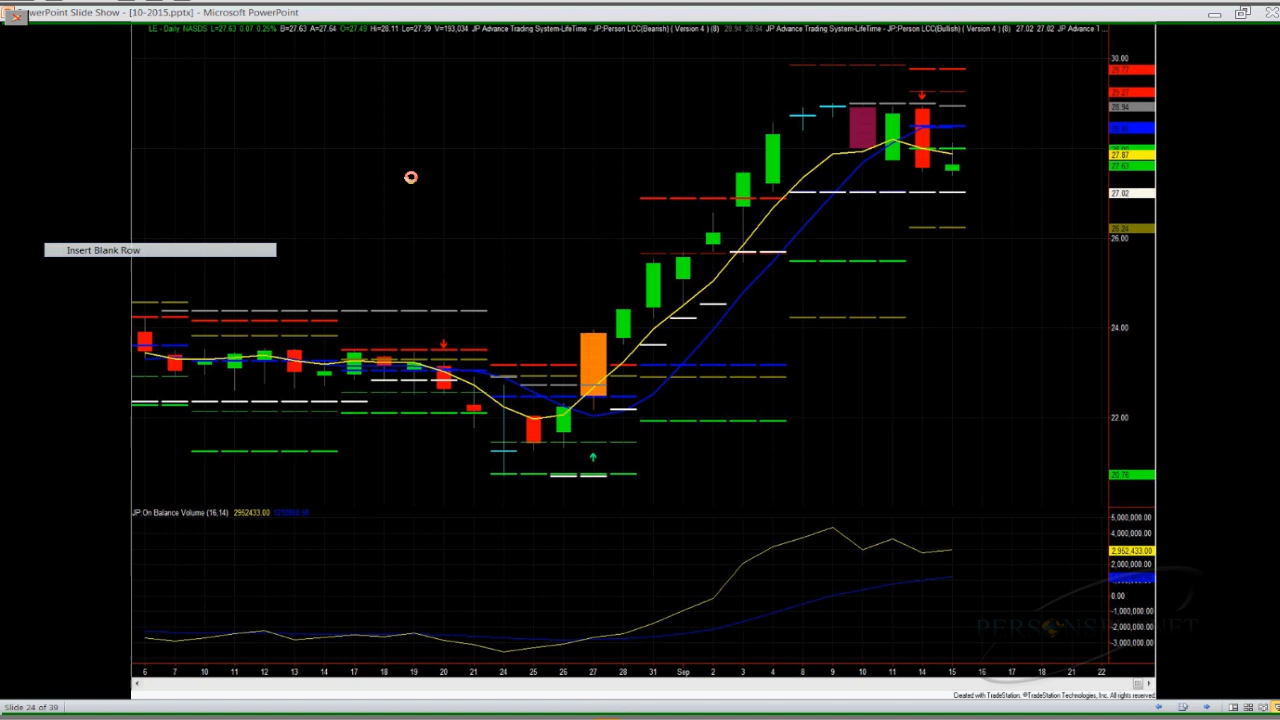 PowerPoint Slide Show - [10-2015.pptx] - Microsoft PowerPoint
LE - Daily NASDS L=27.63 0.07 0.25% B=27.63 A=27.64 O=27.49 Hi=28.11 Lo=27.39 V=193,034 JP Advance Trading System-LifeTime - JP:Person LCC(Bearish) ( Version 4 ) (8) 28.94 28.94 JP Advance Trading System-LifeTime - JP:Person LCC(Bullish) ( Version 4 ) (8) 27.02 27.02 JP Advance T...
30.00
29.77
29.27
28.94
27.87
27.63
27.02
26.24
26.00
24.00
22.00
20.76
Insert Blank Row
JP:On Balance Volume (16,14) 2952433.00
5,000,000.00
4,000,000.00
2,952,433.00
2,000,000.00
0.00
-1,000,000.00
-2,000,000.00
-3,000,000.00
6 7 10 11 12 13 14 17 18 19 20 21 24 25 26 27 28 31 Sep 2 3 4 8 9 10 11 14 15 16 17 18 21 22
Created with TradeStation. ©TradeStation Technologies, Inc. All rights reserved.
PERSONSPLANET
Slide 24 of 39